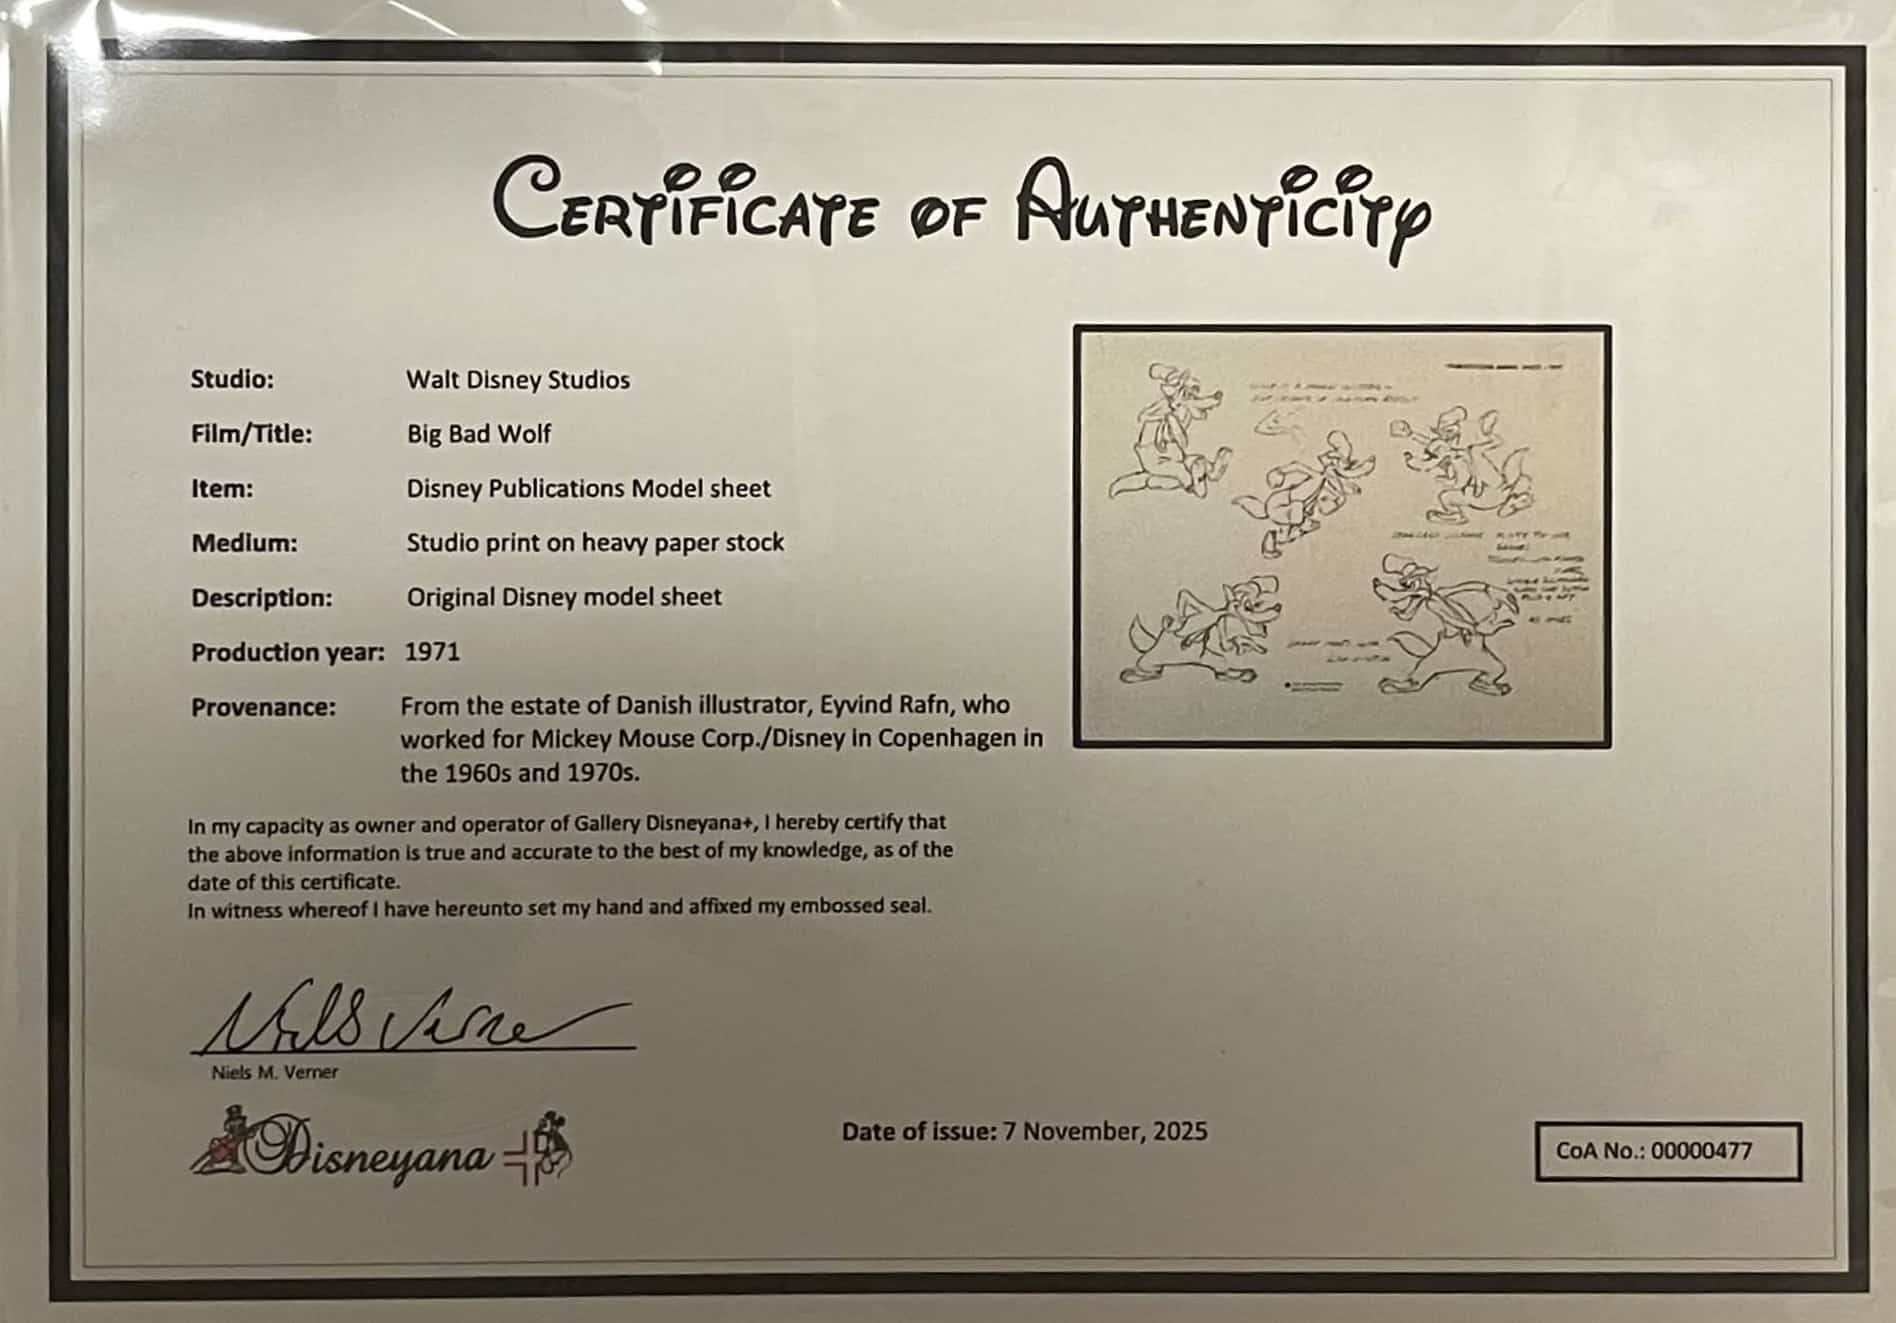 CERTIFICATE OF AUTHENTICITY
Studio: Walt Disney Studios
Film/Title: Big Bad Wolf
Item: Disney Publications Model sheet
Medium: Studio print on heavy paper stock
Description: Original Disney model sheet
Production year: 1971
Provenance: From the estate of Danish illustrator, Eyvind Rafn, who
worked for Mickey Mouse Corp./Disney in Copenhagen in
the 1960s and 1970s.
In my capacity as owner and operator of Gallery Disneyana+, I hereby certify that
the above information is true and accurate to the best of my knowledge, as of the
date of this certificate.
In witness whereof I have hereunto set my hand and affixed my embossed seal.
Niels Verner
Niels M. Verner
Disneyana
Date of issue: 7 November, 2025
CoA No.: 00000477